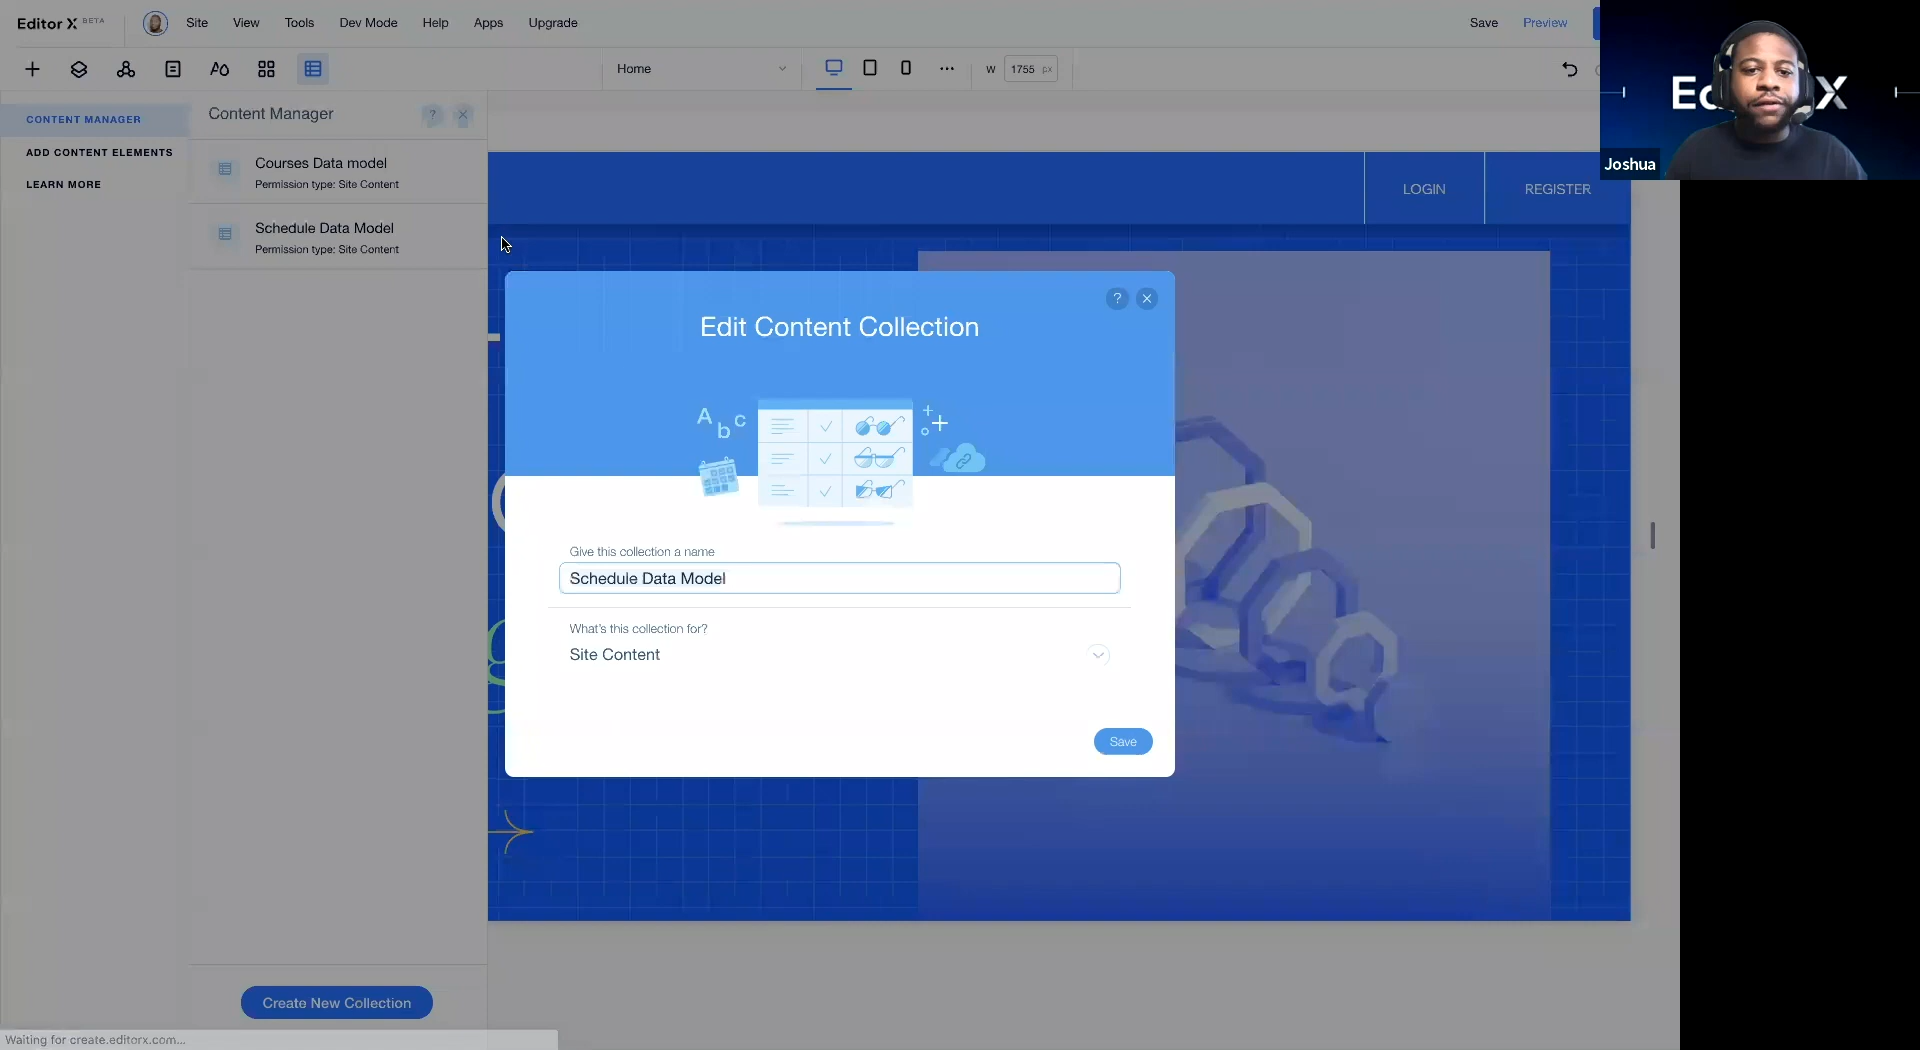 Editor X BETA
Site
View
Tools
Dev Mode
Help
Apps
Upgrade
Save
Preview
Home
W
1755 px
CONTENT MANAGER
ADD CONTENT ELEMENTS
LEARN MORE
Content Manager
?
Courses Data model
Permission type: Site Content
Schedule Data Model
Permission type: Site Content
LOGIN
REGISTER
Joshua
?
Edit Content Collection
A b c
Give this collection a name
Schedule Data Model
What's this collection for?
Site Content
Save
Create New Collection
Waiting for create.editorx.com...